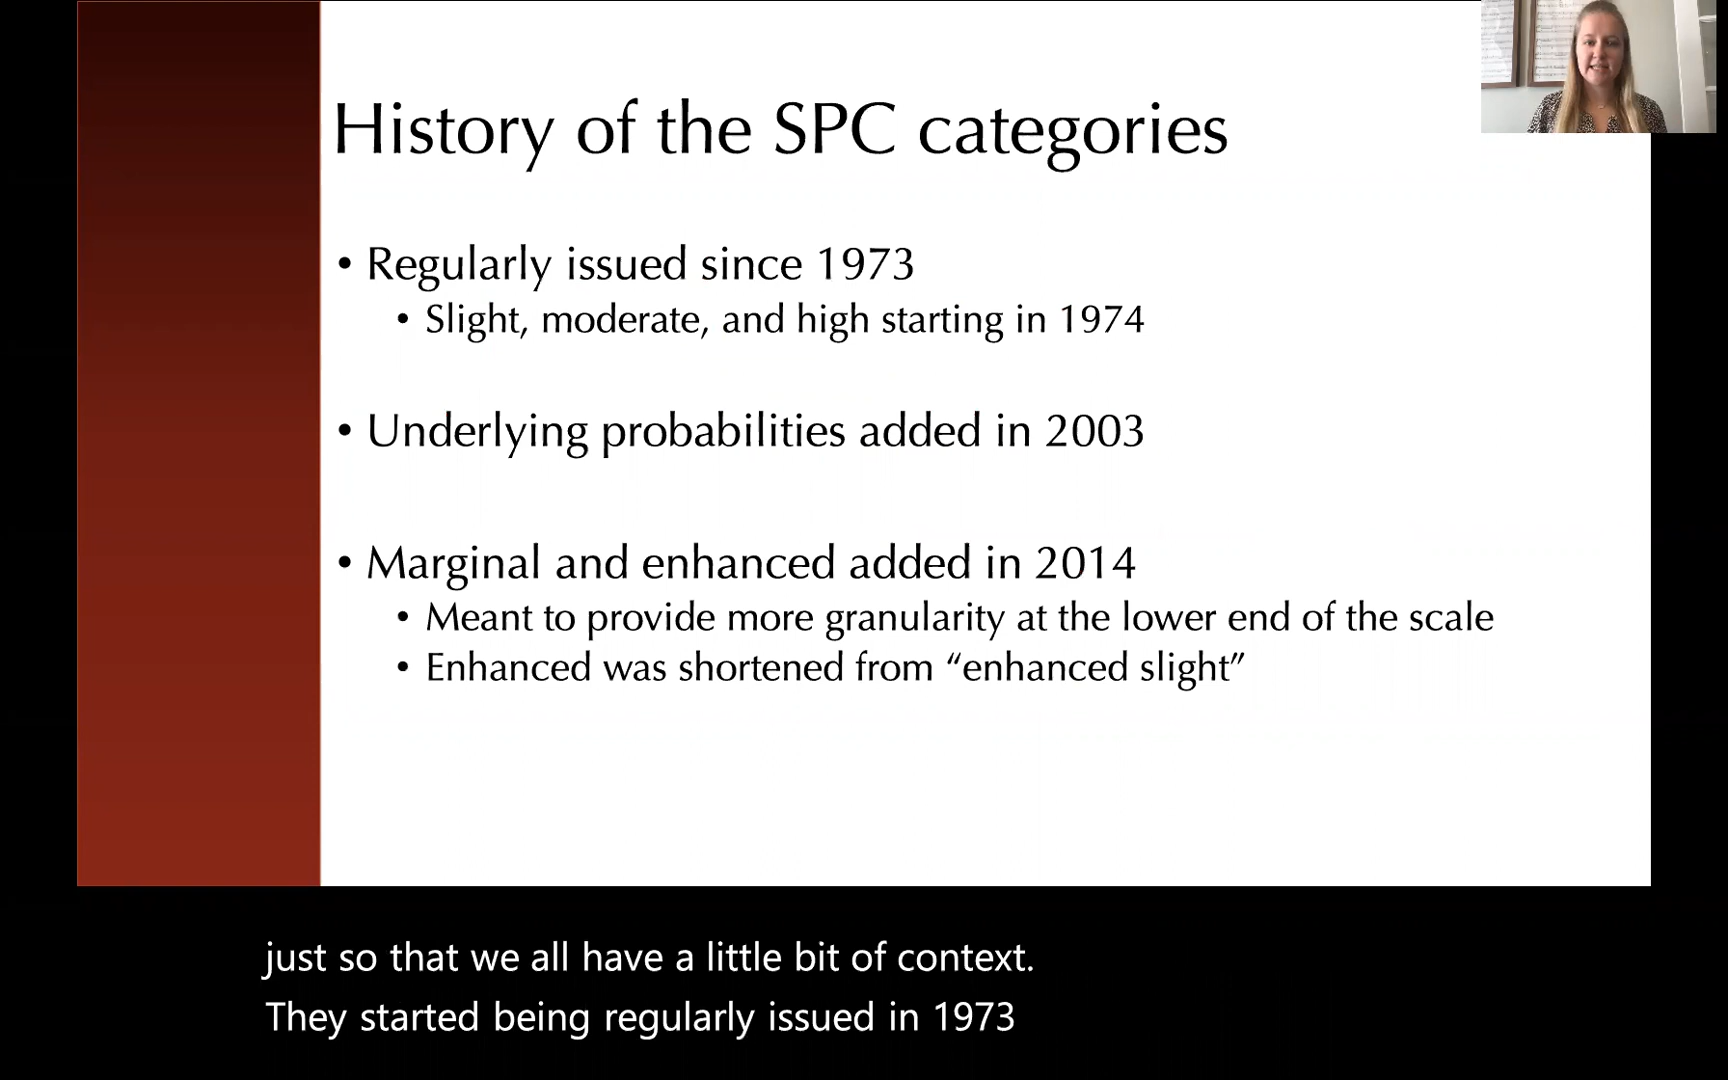 History of the SPC categories
• Regularly issued since 1973
• Slight, moderate, and high starting in 1974
• Underlying probabilities added in 2003
• Marginal and enhanced added in 2014
• Meant to provide more granularity at the lower end of the scale
• Enhanced was shortened from “enhanced slight”
just so that we all have a little bit of context.
They started being regularly issued in 1973